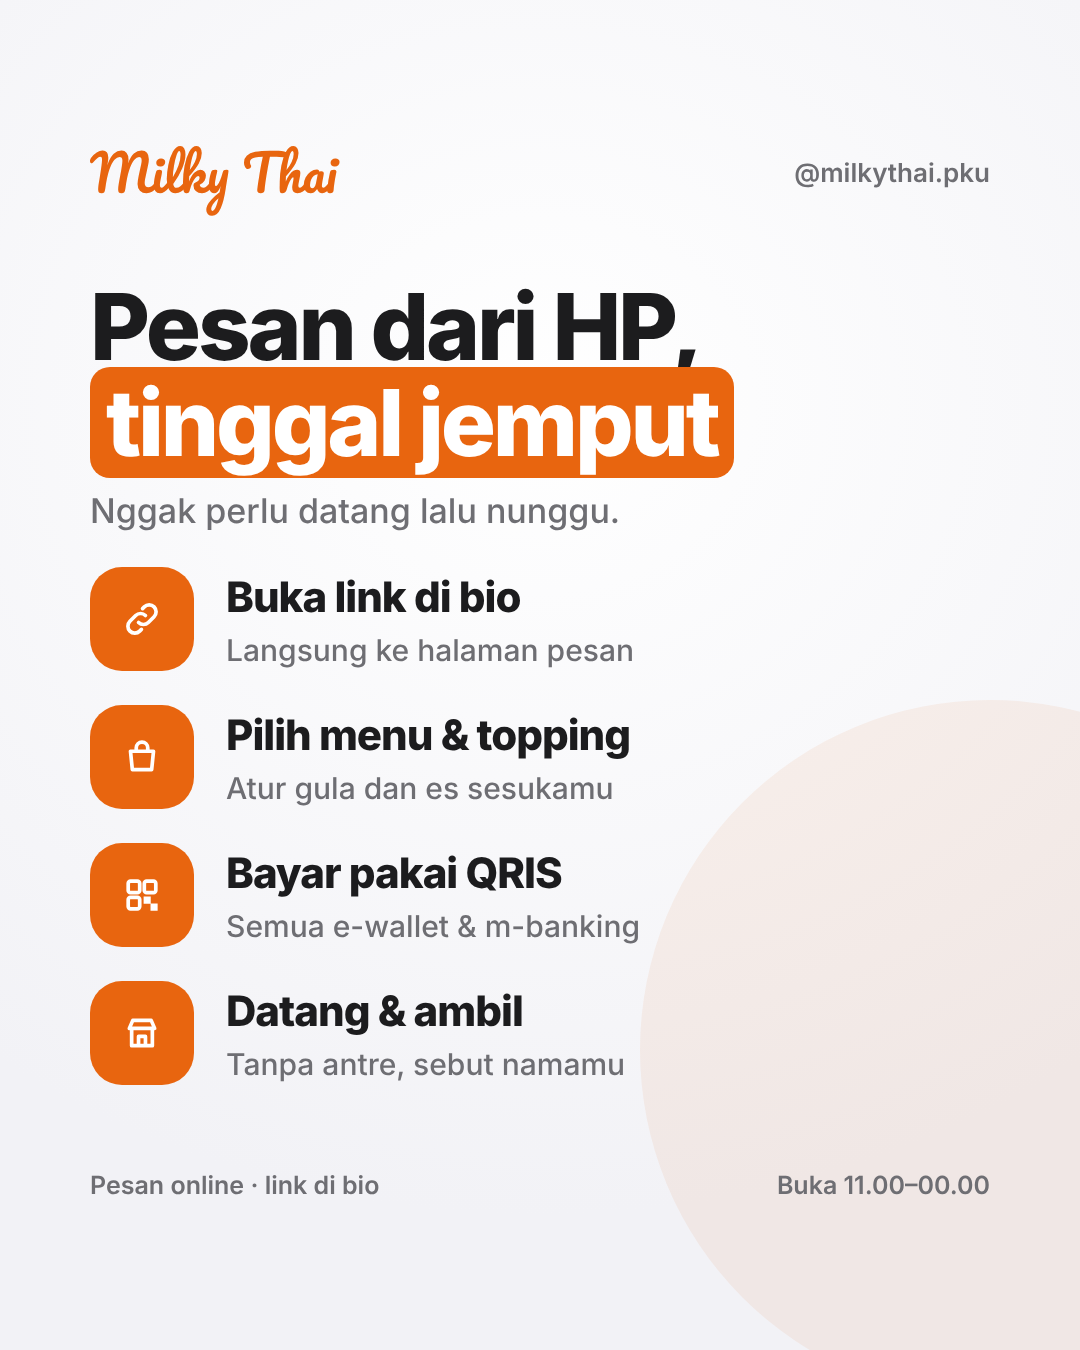 Milky Thai
@milkythai.pku
Pesan dari HP,
tinggal jemput
Nggak perlu datang lalu nunggu.
Buka link di bio
Langsung ke halaman pesan
Pilih menu & topping
Atur gula dan es sesukamu
Bayar pakai QRIS
Semua e-wallet & m-banking
Datang & ambil
Tanpa antre, sebut namamu
Pesan online · link di bio
Buka 11.00–00.00